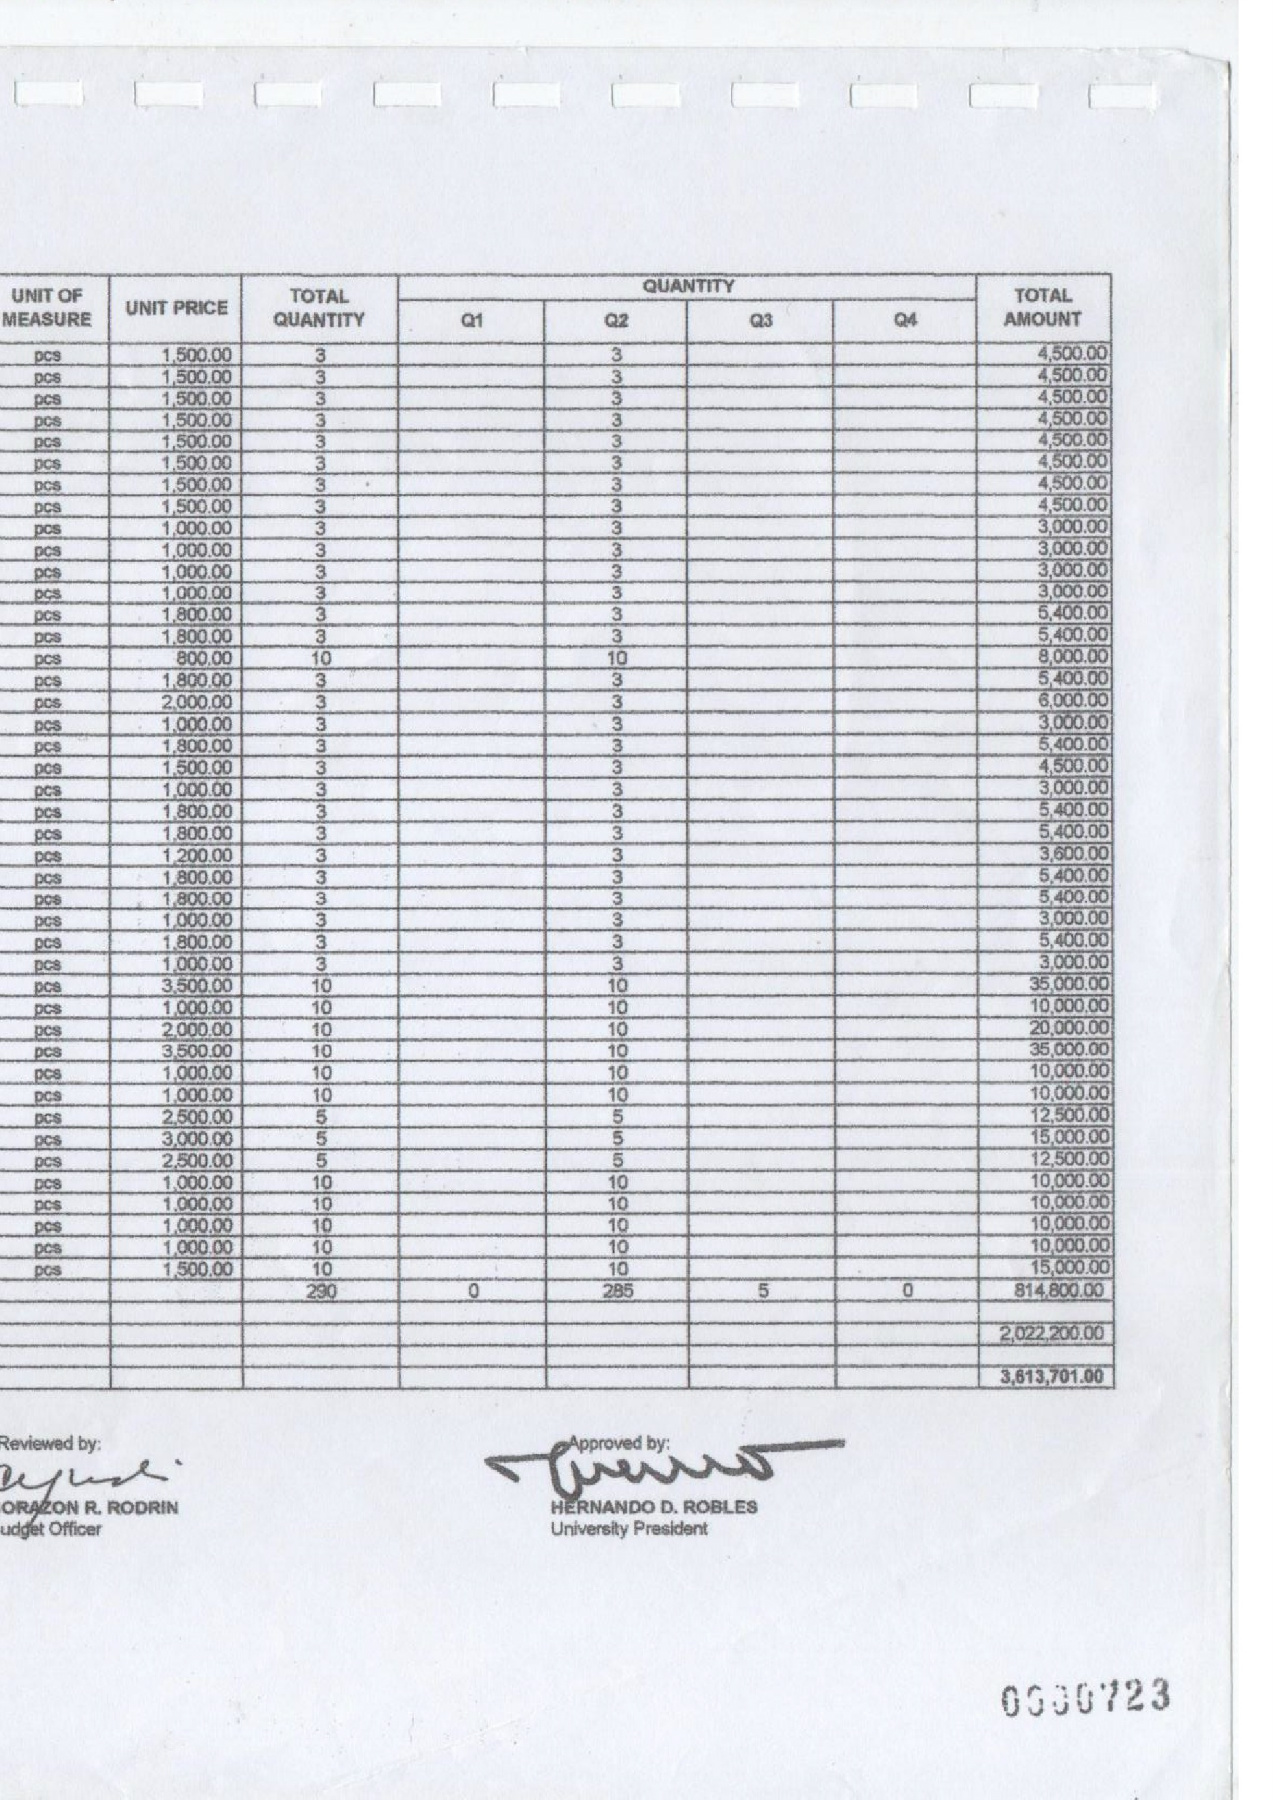 UNIT OF MEASURE UNIT PRICE TOTAL QUANTITY QUANTITY TOTAL AMOUNT
Q1 Q2 Q3 Q4
pcs 1,500.00 3 3 4,500.00
pcs 1,500.00 3 3 4,500.00
pcs 1,500.00 3 3 4,500.00
pcs 1,500.00 3 3 4,500.00
pcs 1,500.00 3 3 4,500.00
pcs 1,500.00 3 3 4,500.00
pcs 1,500.00 3 3 4,500.00
pcs 1,500.00 3 3 4,500.00
pcs 1,000.00 3 3 3,000.00
pcs 1,000.00 3 3 3,000.00
pcs 1,000.00 3 3 3,000.00
pcs 1,000.00 3 3 3,000.00
pcs 1,800.00 3 3 5,400.00
pcs 1,800.00 3 3 5,400.00
pcs 800.00 10 10 8,000.00
pcs 1,800.00 3 3 5,400.00
pcs 2,000.00 3 3 6,000.00
pcs 1,000.00 3 3 3,000.00
pcs 1,800.00 3 3 5,400.00
pcs 1,500.00 3 3 4,500.00
pcs 1,000.00 3 3 3,000.00
pcs 1,800.00 3 3 5,400.00
pcs 1,800.00 3 3 5,400.00
pcs 1,200.00 3 3 3,600.00
pcs 1,800.00 3 3 5,400.00
pcs 1,800.00 3 3 5,400.00
pcs 1,000.00 3 3 3,000.00
pcs 1,800.00 3 3 5,400.00
pcs 1,000.00 3 3 3,000.00
pcs 3,500.00 10 10 35,000.00
pcs 1,000.00 10 10 10,000.00
pcs 2,000.00 10 10 20,000.00
pcs 3,500.00 10 10 35,000.00
pcs 1,000.00 10 10 10,000.00
pcs 1,000.00 10 10 10,000.00
pcs 2,500.00 5 5 12,500.00
pcs 3,000.00 5 5 15,000.00
pcs 2,500.00 5 5 12,500.00
pcs 1,000.00 10 10 10,000.00
pcs 1,000.00 10 10 10,000.00
pcs 1,000.00 10 10 10,000.00
pcs 1,000.00 10 10 10,000.00
pcs 1,500.00 10 10 15,000.00
290 0 285 5 0 814,800.00
2,022,200.00
3,613,701.00
Reviewed by: Approved by:
ORAZON R. RODRIN HERNANDO D. ROBLES
udget Officer University President
0000723